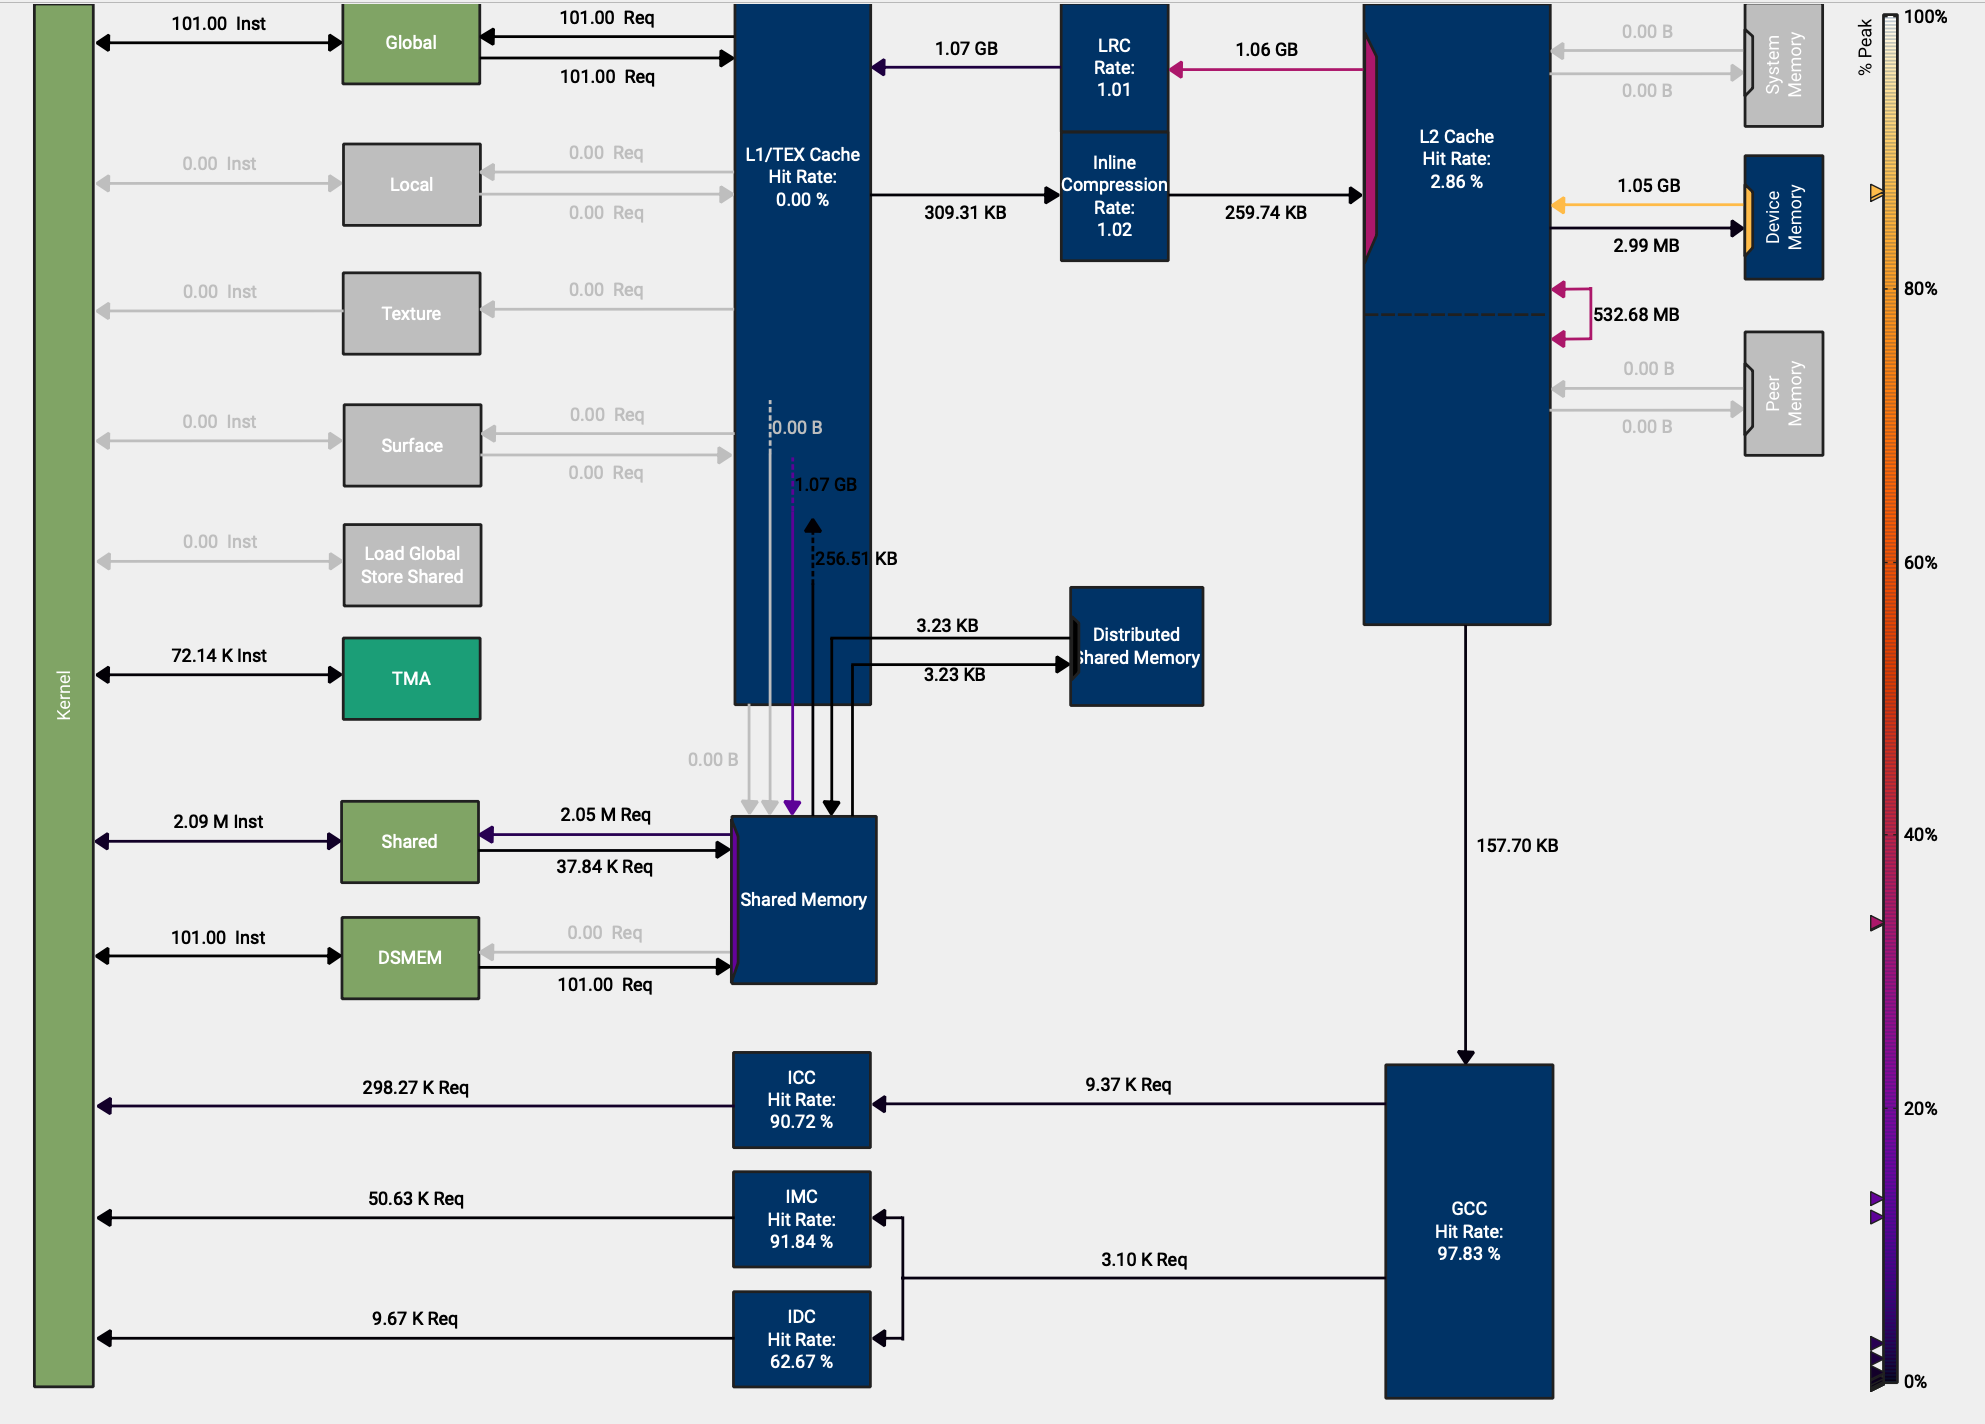 Kernel
101.00 Inst
Global
101.00 Req
101.00 Req
0.00 Inst
Local
0.00 Req
0.00 Req
0.00 Inst
Texture
0.00 Req
0.00 Inst
Surface
0.00 Req
0.00 Req
0.00 Inst
Load Global
Store Shared
72.14 K Inst
TMA
2.09 M Inst
Shared
2.05 M Req
37.84 K Req
101.00 Inst
DSMEM
0.00 Req
101.00 Req
L1/TEX Cache
Hit Rate:
0.00 %
0.00 B
1.07 GB
256.51 KB
0.00 B
Shared Memory
3.23 KB
3.23 KB
Distributed
Shared Memory
1.07 GB
309.31 KB
LRC
Rate:
1.01
Inline
Compression
Rate:
1.02
1.06 GB
259.74 KB
L2 Cache
Hit Rate:
2.86 %
0.00 B
0.00 B
System
Memory
1.05 GB
2.99 MB
Device
Memory
532.68 MB
0.00 B
0.00 B
Peer
Memory
157.70 KB
298.27 K Req
ICC
Hit Rate:
90.72 %
9.37 K Req
50.63 K Req
IMC
Hit Rate:
91.84 %
3.10 K Req
9.67 K Req
IDC
Hit Rate:
62.67 %
GCC
Hit Rate:
97.83 %
% Peak
100%
80%
60%
40%
20%
0%